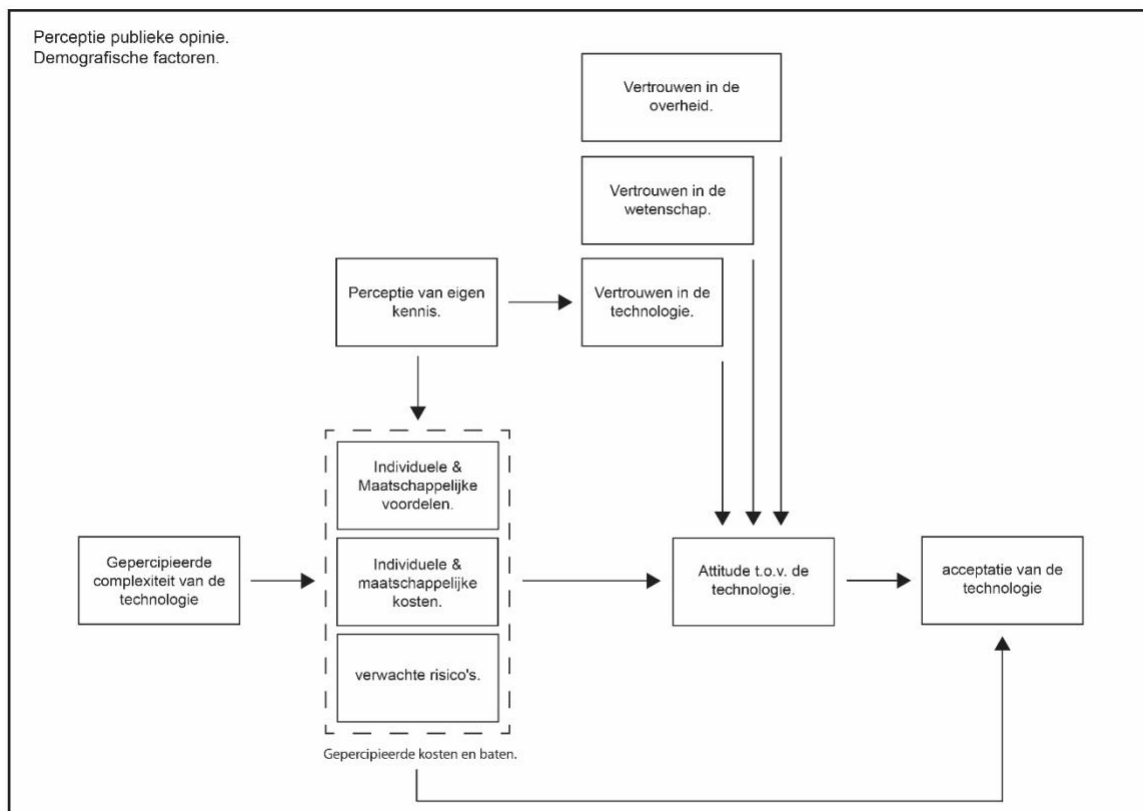 Perceptie publieke opinie.
Demografische factoren.
Vertrouwen in de
overheid.
Vertrouwen in de
wetenschap.
Perceptie van eigen
kennis.
Vertrouwen in de
technologie.
Individuele &
Maatschappelijke
voordelen.
Gepercipieerde
complexiteit van de
technologie
Individuele &
maatschappelijke
kosten.
Attitude t.o.v. de
technologie.
acceptatie van de
technologie
verwachte risico's.
Gepercipieerde kosten en baten.